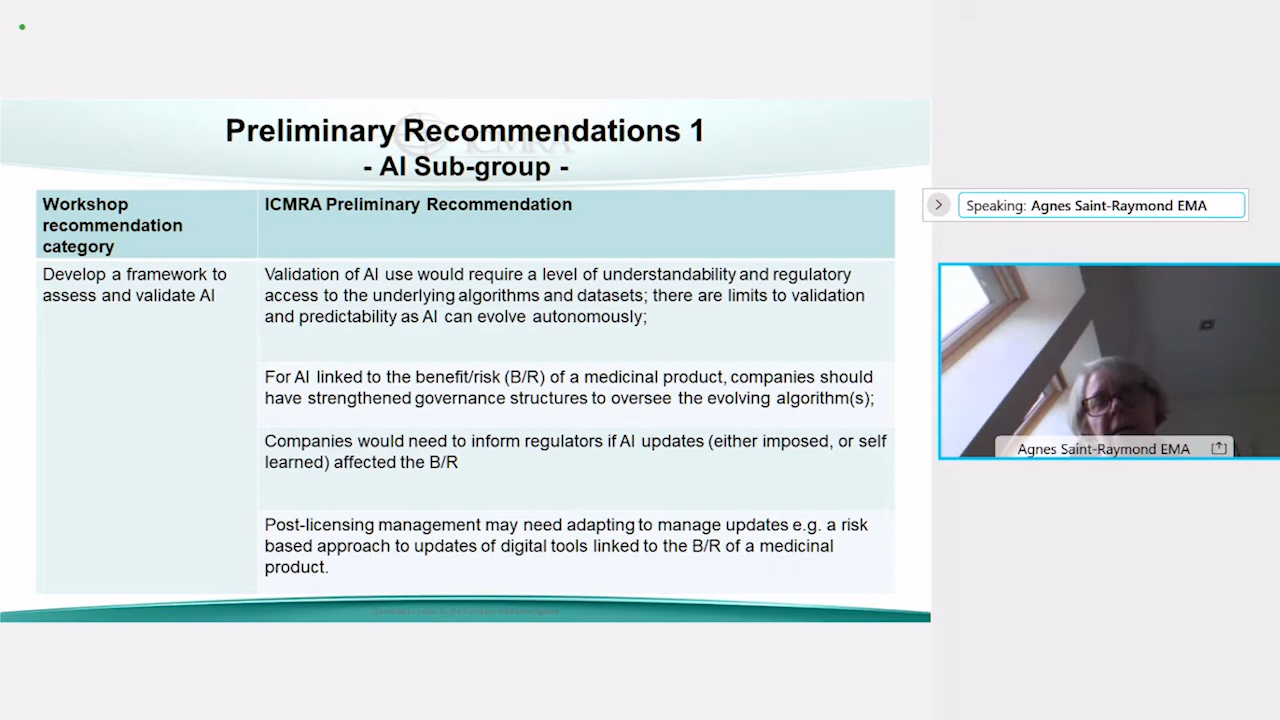 Preliminary Recommendations 1
- AI Sub-group -
Workshop
recommendation
category
ICMRA Preliminary Recommendation
Develop a framework to
assess and validate AI
Validation of AI use would require a level of understandability and regulatory
access to the underlying algorithms and datasets; there are limits to validation
and predictability as AI can evolve autonomously;
For AI linked to the benefit/risk (B/R) of a medicinal product, companies should
have strengthened governance structures to oversee the evolving algorithm(s);
Companies would need to inform regulators if AI updates (either imposed, or self
learned) affected the B/R
Post-licensing management may need adapting to manage updates e.g. a risk
based approach to updates of digital tools linked to the B/R of a medicinal
product.
Speaking: Agnes Saint-Raymond EMA
Agnes Saint-Raymond EMA